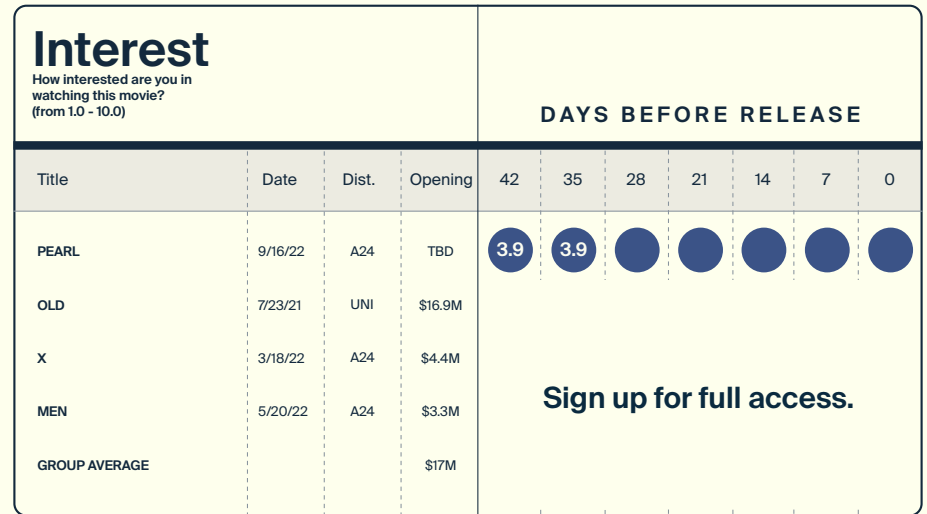 Interest
How interested are you in
watching this movie?
(from 1.0 - 10.0)
DAYS BEFORE RELEASE
Title Date Dist. Opening 42 35 28 21 14 7 0
PEARL 9/16/22 A24 TBD 3.9 3.9
OLD 7/23/21 UNI $16.9M
X 3/18/22 A24 $4.4M
Sign up for full access.
MEN 5/20/22 A24 $3.3M
GROUP AVERAGE $17M